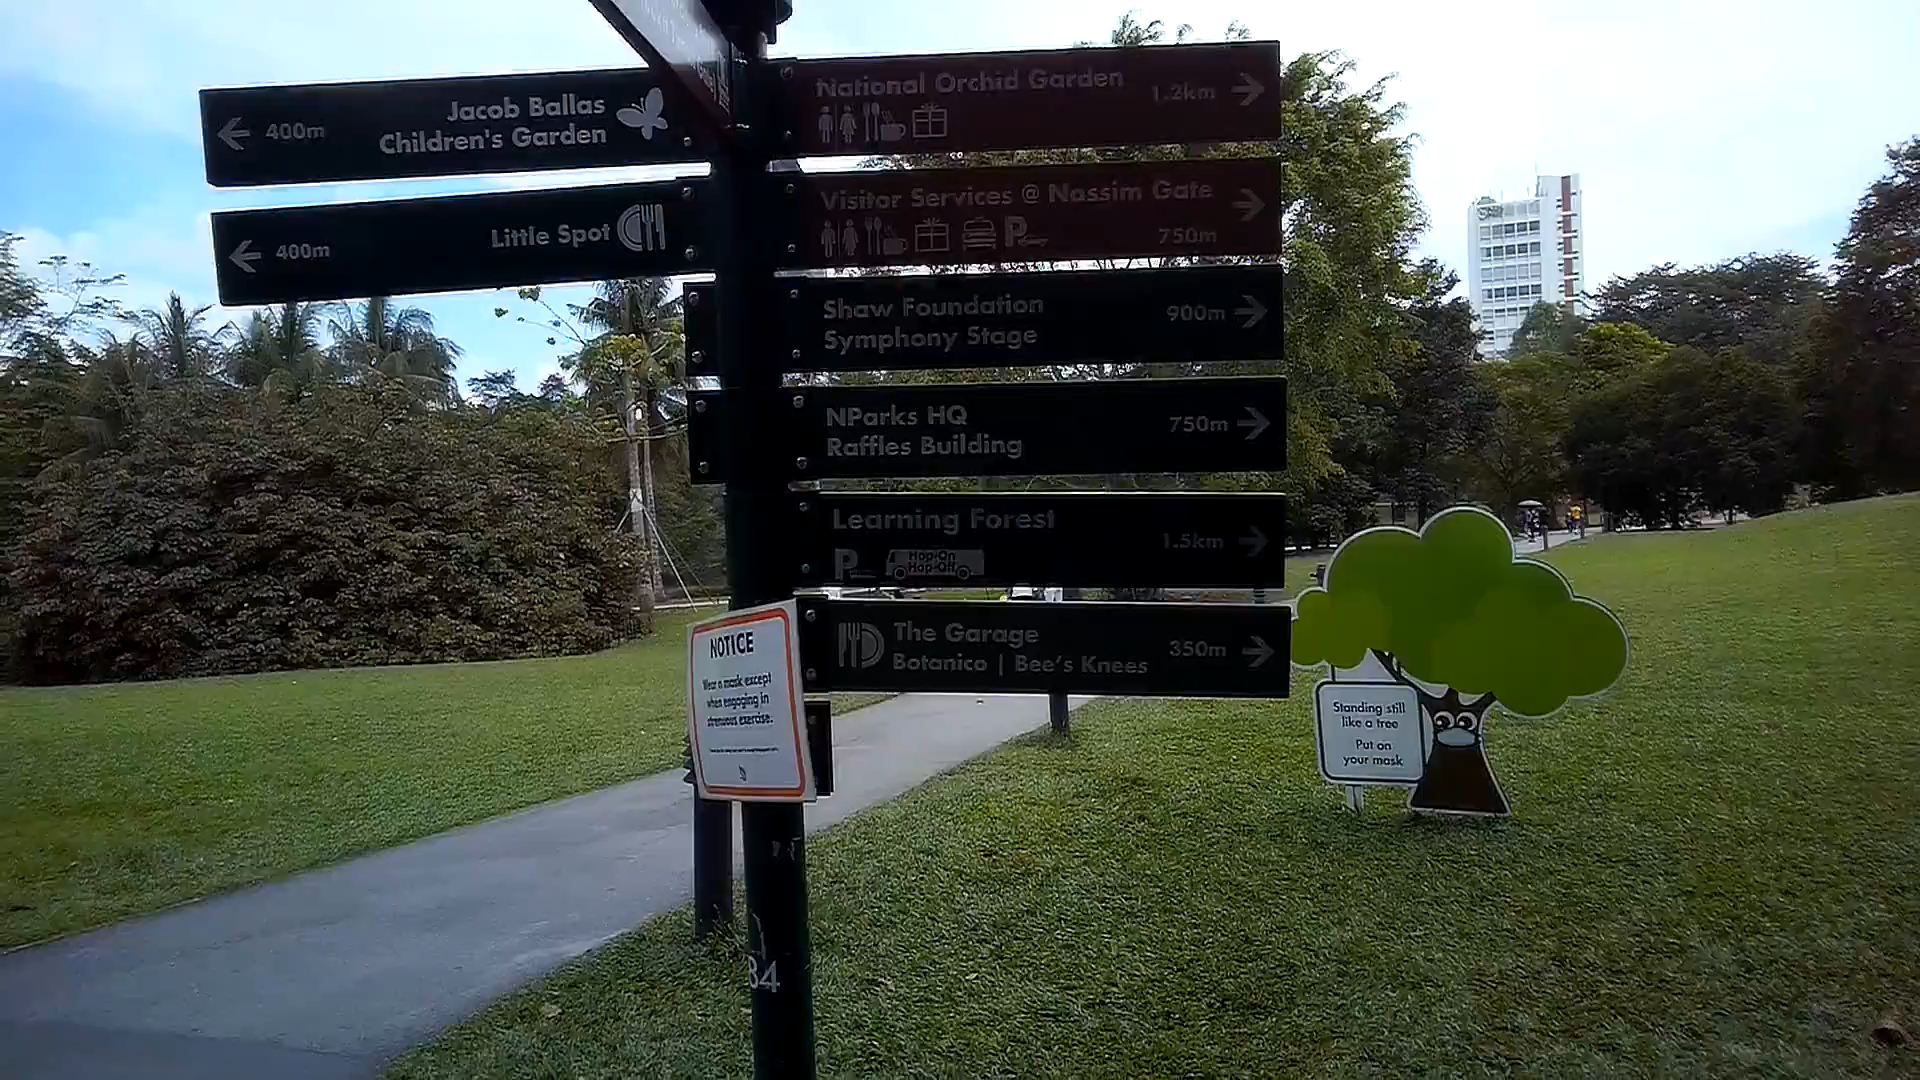 Jacob Ballas
400m
Children's Garden
Little Spot
400m
National Orchid Garden
1.2km
Visitor Services @ Nassim Gate
P
750m
Shaw Foundation
900m
Symphony Stage
NParks HQ
750m
Raffles Building
Learning Forest
1.5km
P
Hop-On
Hop-Off
The Garage
350m
Botanico | Bee's Knees
NOTICE
Wear a mask except
when engaging in
strenuous exercise.
Standing still
like a tree
Put on
your mask
84